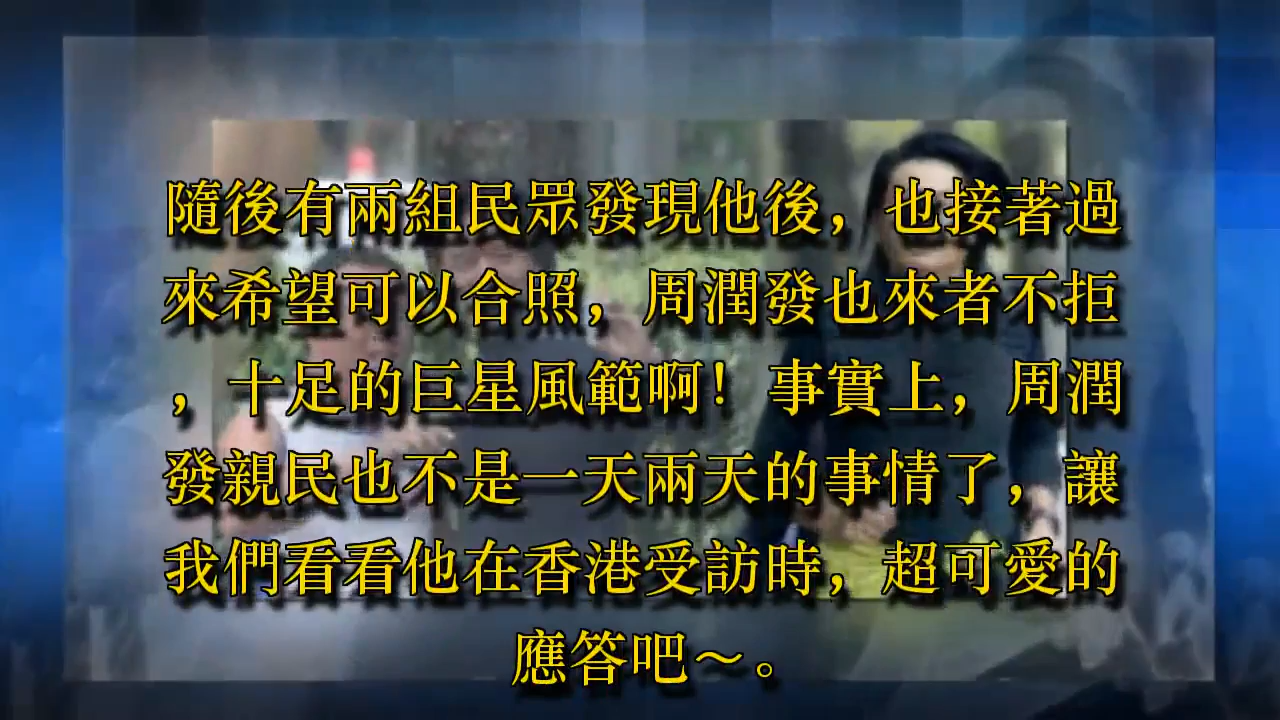 隨後有兩組民眾發現他後，也接著過
來希望可以合照，周潤發也來者不拒
，十足的巨星風範啊！事實上，周潤
發親民也不是一天兩天的事情了，讓
我們看看他在香港受訪時，超可愛的
應答吧～。